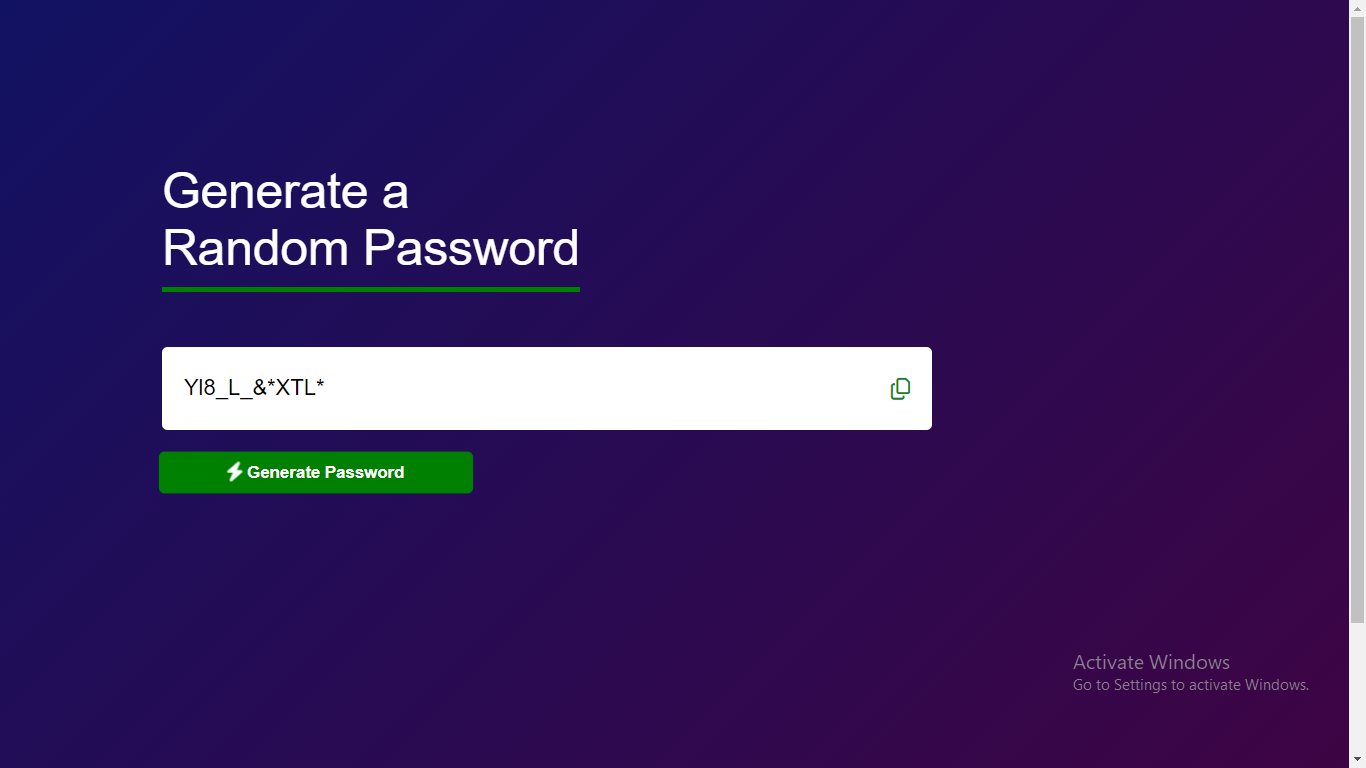 Generate a
Random Password
YI8_L_&*XTL*
Generate Password
Activate Windows
Go to Settings to activate Windows.